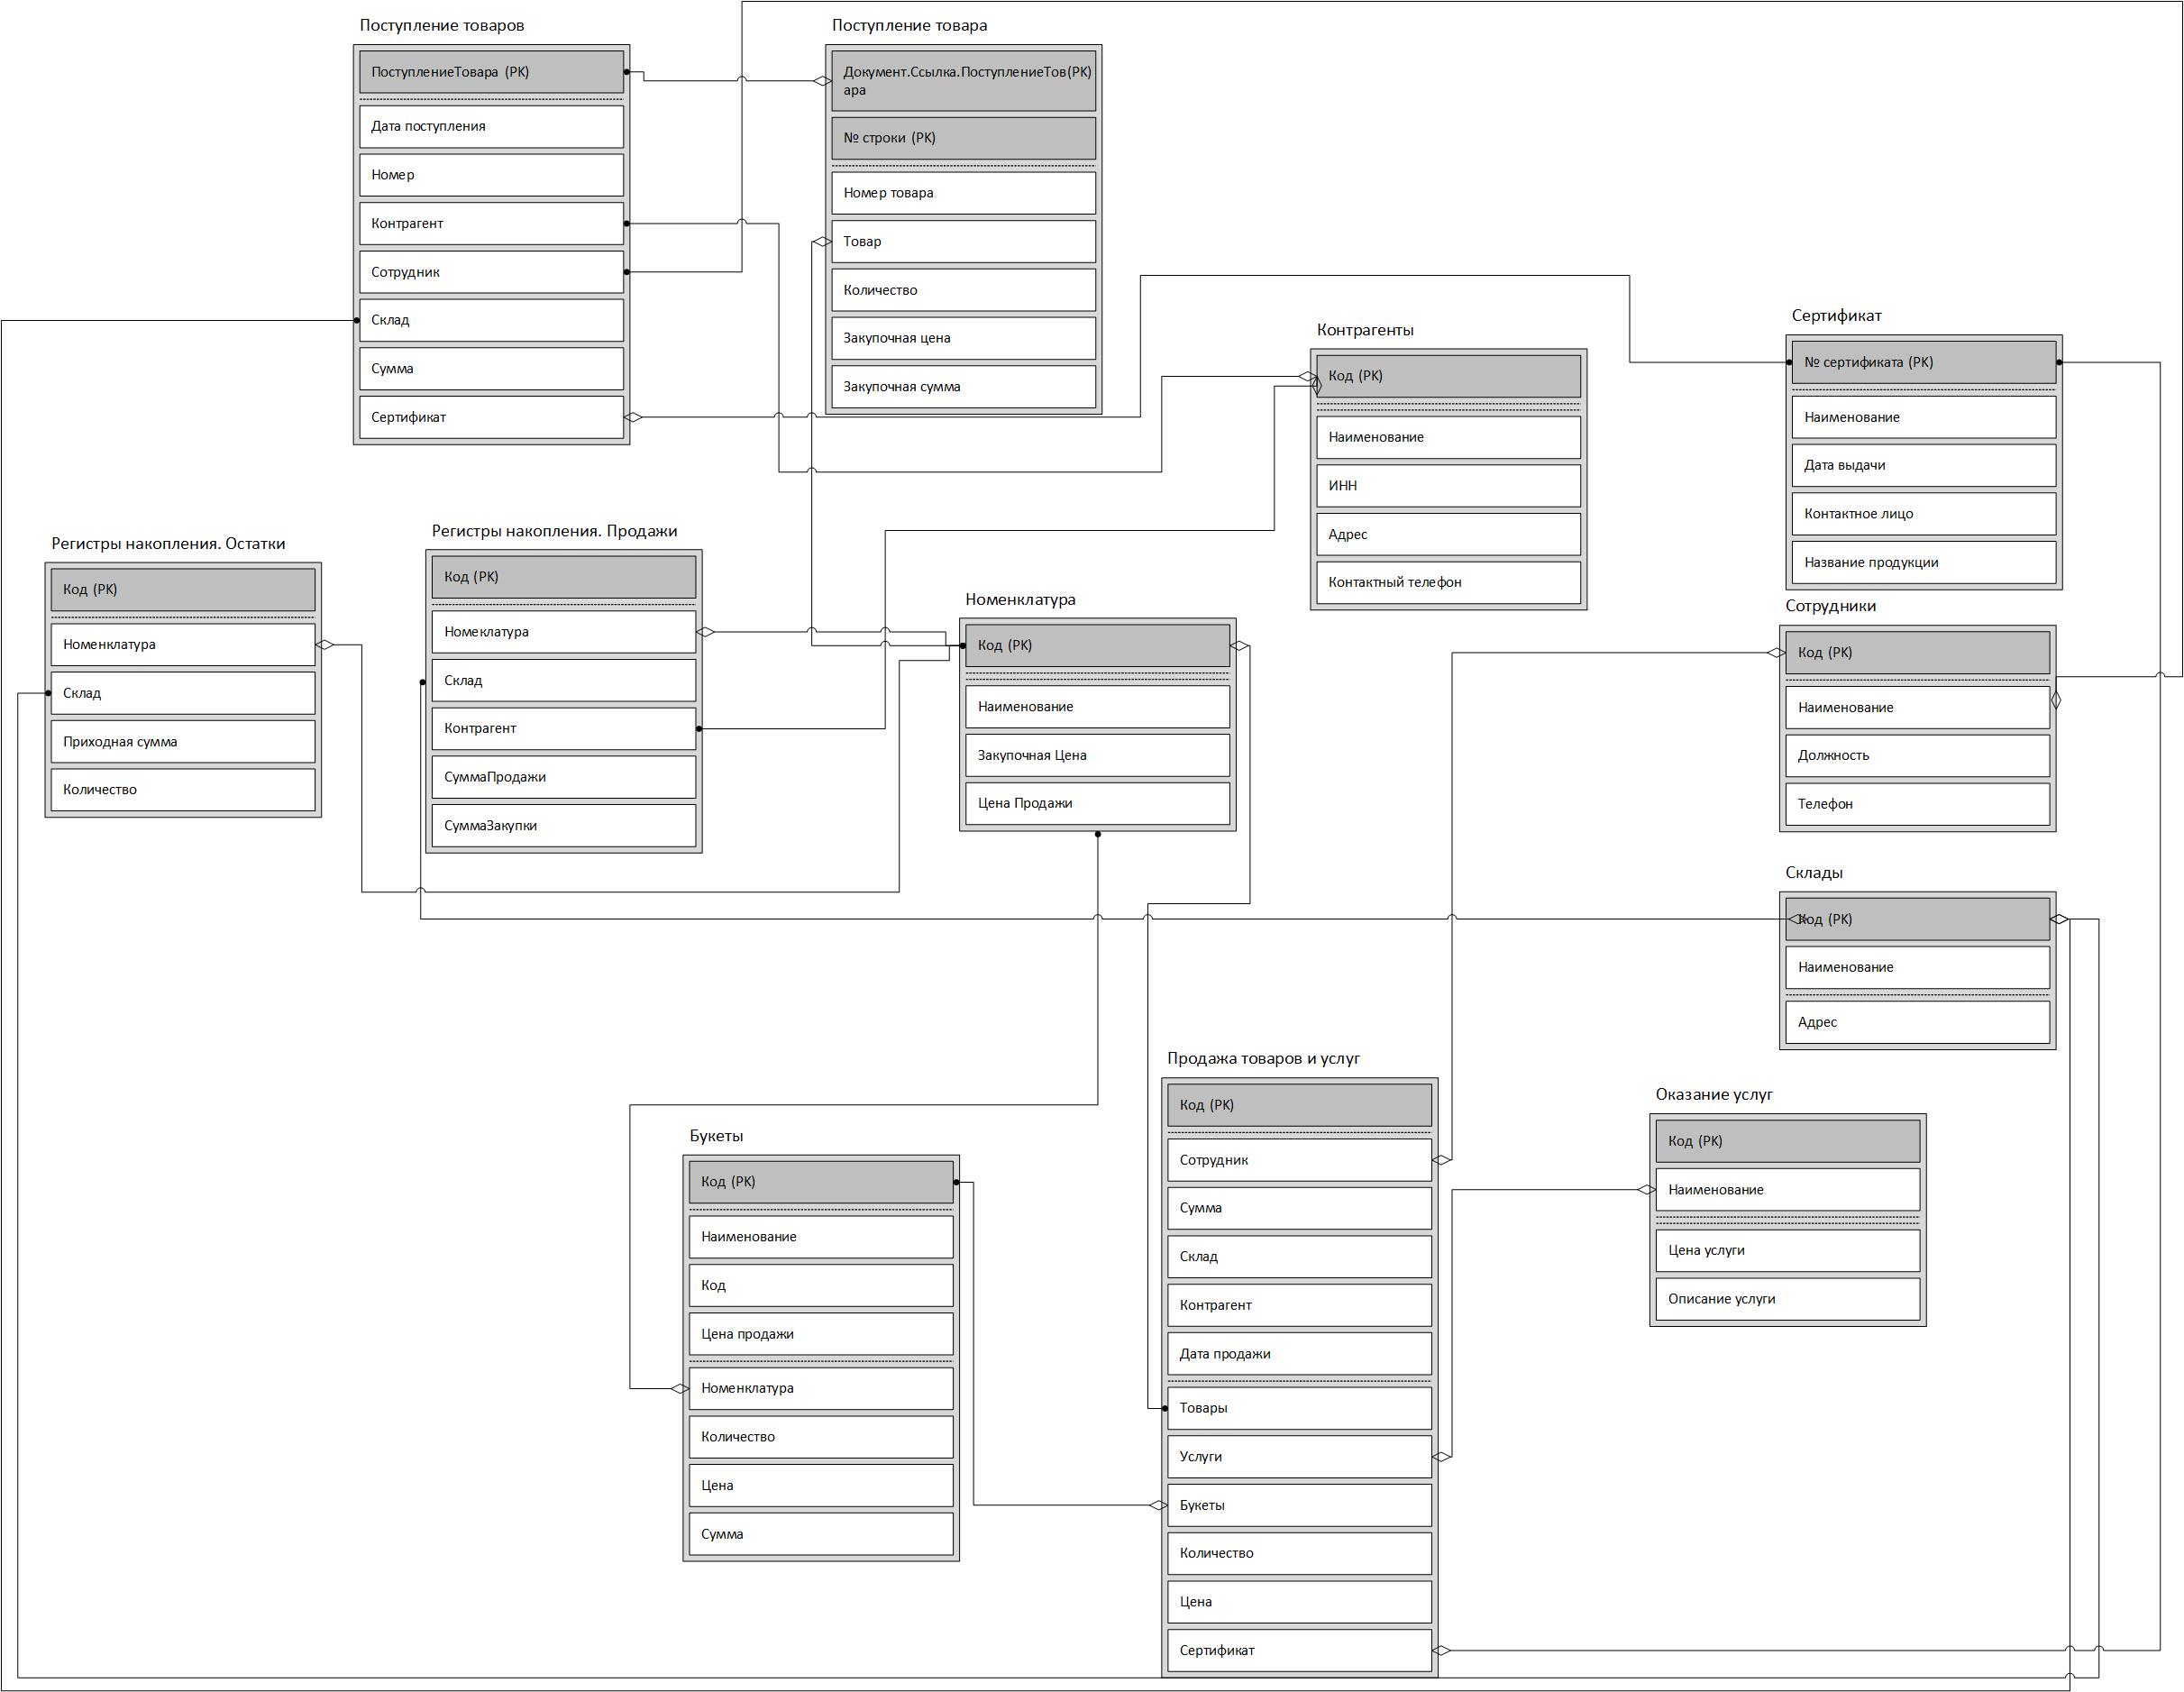 Поступление товаров
ПоступлениеТовара (PK)
Дата поступления
Номер
Контрагент
Сотрудник
Склад
Сумма
Сертификат
Поступление товара
Документ.Ссылка.ПоступлениеТов(PK)
ара
№ строки (PK)
Номер товара
Товар
Количество
Закупочная цена
Закупочная сумма
Контрагенты
Код (PK)
Наименование
ИНН
Адрес
Контактный телефон
Сертификат
№ сертификата (PK)
Наименование
Дата выдачи
Контактное лицо
Название продукции
Регистры накопления. Остатки
Код (PK)
Номенклатура
Склад
Приходная сумма
Количество
Регистры накопления. Продажи
Код (PK)
Номеклатура
Склад
Контрагент
СуммаПродажи
СуммаЗакупки
Номенклатура
Код (PK)
Наименование
Закупочная Цена
Цена Продажи
Сотрудники
Код (PK)
Наименование
Должность
Телефон
Склады
Код (PK)
Наименование
Адрес
Букеты
Код (PK)
Наименование
Код
Цена продажи
Номенклатура
Количество
Цена
Сумма
Продажа товаров и услуг
Код (PK)
Сотрудник
Сумма
Склад
Контрагент
Дата продажи
Товары
Услуги
Букеты
Количество
Цена
Сертификат
Оказание услуг
Код (PK)
Наименование
Цена услуги
Описание услуги